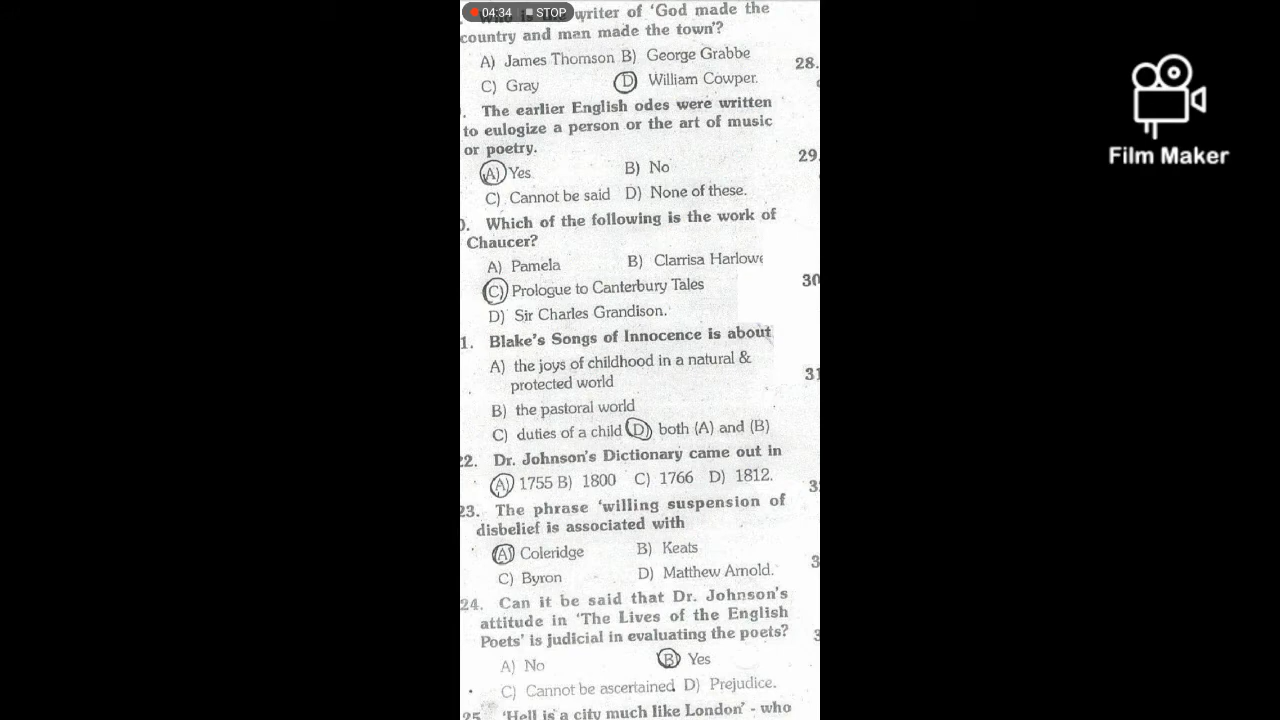 04:34 STOP
writer of 'God made the
country and man made the town'?
A) James Thomson B) George Grabbe
C) Gray D) William Cowper.
. The earlier English odes were written
to eulogize a person or the art of music
or poetry.
A) Yes B) No
C) Cannot be said D) None of these.
0. Which of the following is the work of
Chaucer?
A) Pamela B) Clarrisa Harlowe
C) Prologue to Canterbury Tales
D) Sir Charles Grandison.
1. Blake's Songs of Innocence is about
A) the joys of childhood in a natural &
protected world
B) the pastoral world
C) duties of a child D) both (A) and (B)
22. Dr. Johnson's Dictionary came out in
A) 1755 B) 1800 C) 1766 D) 1812.
23. The phrase 'willing suspension of
disbelief is associated with
A) Coleridge B) Keats
C) Byron D) Matthew Arnold.
24. Can it be said that Dr. Johnson's
attitude in 'The Lives of the English
Poets' is judicial in evaluating the poets?
A) No B) Yes
C) Cannot be ascertained D) Prejudice.
25. 'Hell is a city much like London' - who
28.
29.
30
31
3
3
3
Film Maker